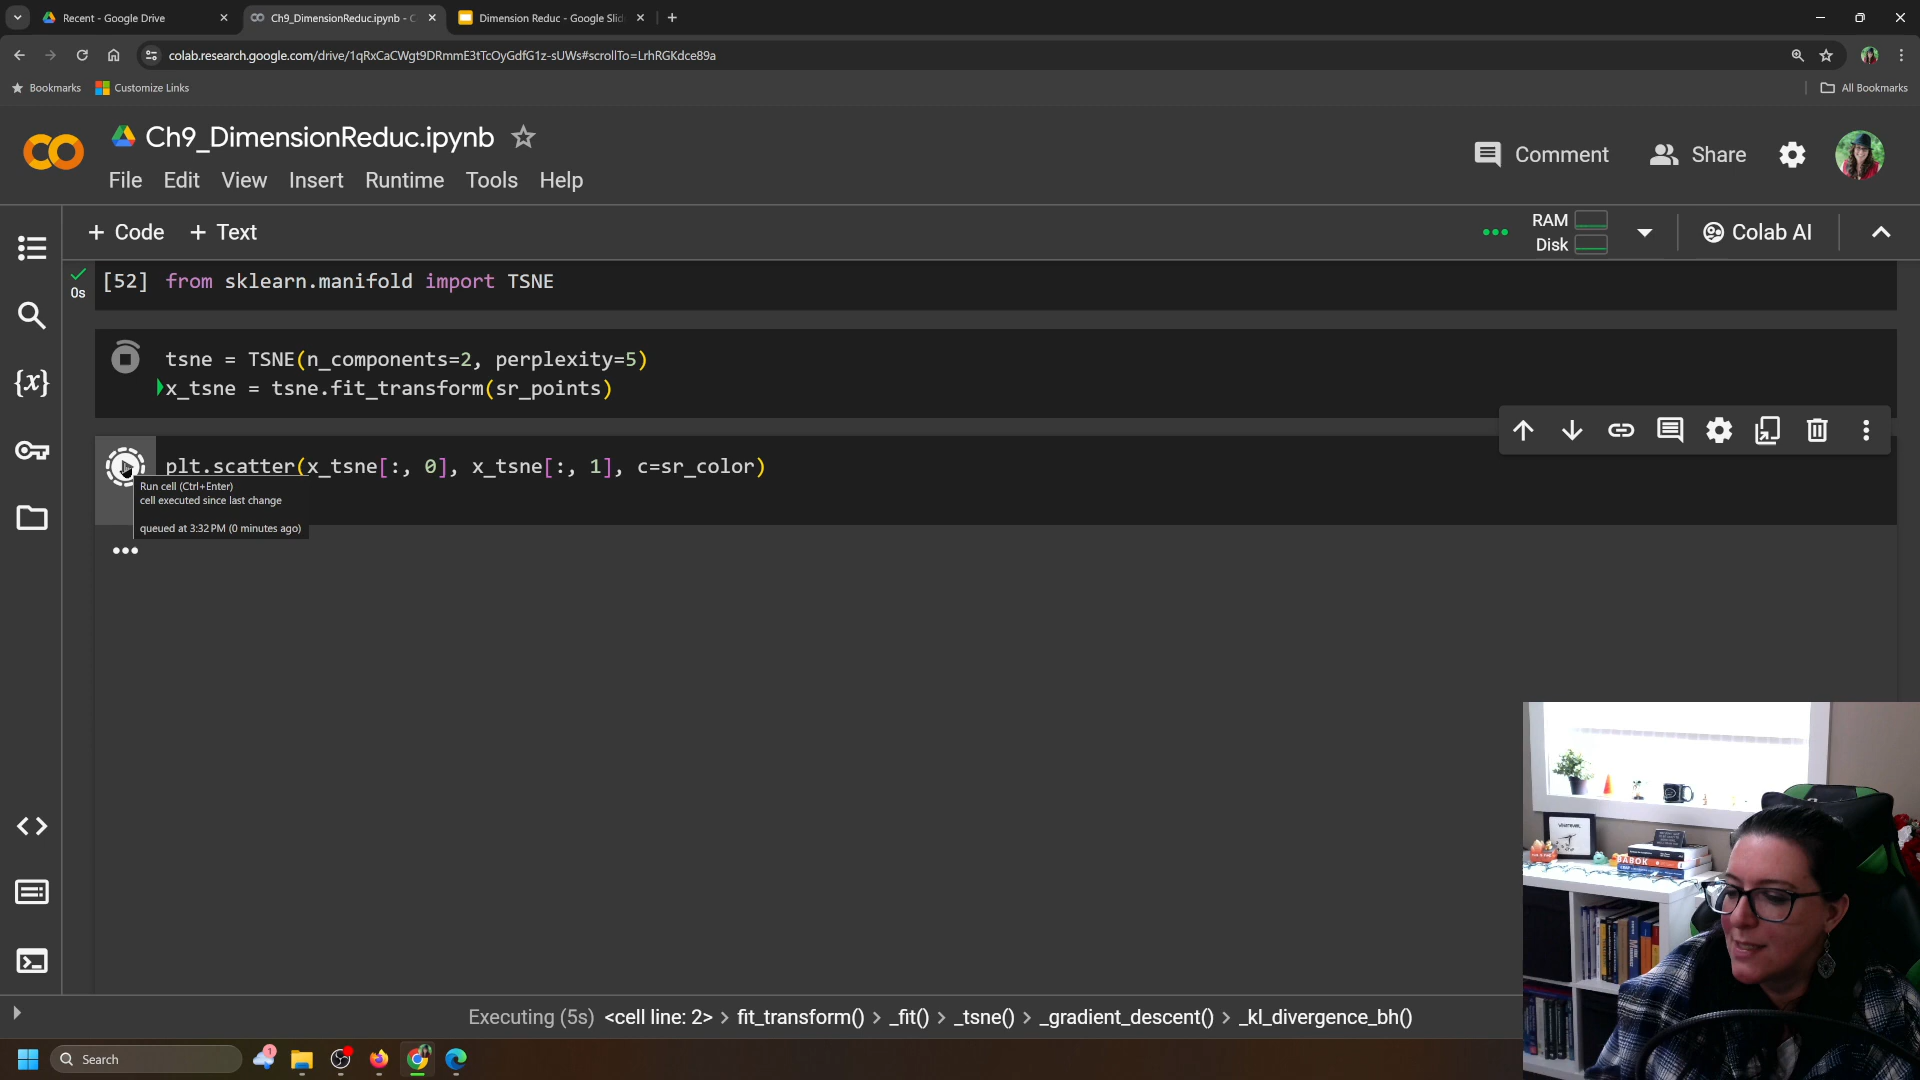 Recent - Google Drive
Ch9_DimensionReduc.ipynb - C
Dimension Reduc - Google Slid
colab.research.google.com/drive/1qRxCaCWgt9DRmmE3tTcOyGdfG1z-sUWs#scrollTo=LrhRGKdce89a
Bookmarks
Customize Links
All Bookmarks
Ch9_DimensionReduc.ipynb
Comment
Share
File Edit View Insert Runtime Tools Help
+ Code + Text
RAM
Disk
Colab AI
0s
[52] from sklearn.manifold import TSNE
tsne = TSNE(n_components=2, perplexity=5)
x_tsne = tsne.fit_transform(sr_points)
plt.scatter(x_tsne[:, 0], x_tsne[:, 1], c=sr_color)
Run cell (Ctrl+Enter)
cell executed since last change
queued at 3:32 PM (0 minutes ago)
{x}
BABOK
Executing (5s) <cell line: 2> > fit_transform() > _fit() > _tsne() > _gradient_descent() > _kl_divergence_bh()
Search
1